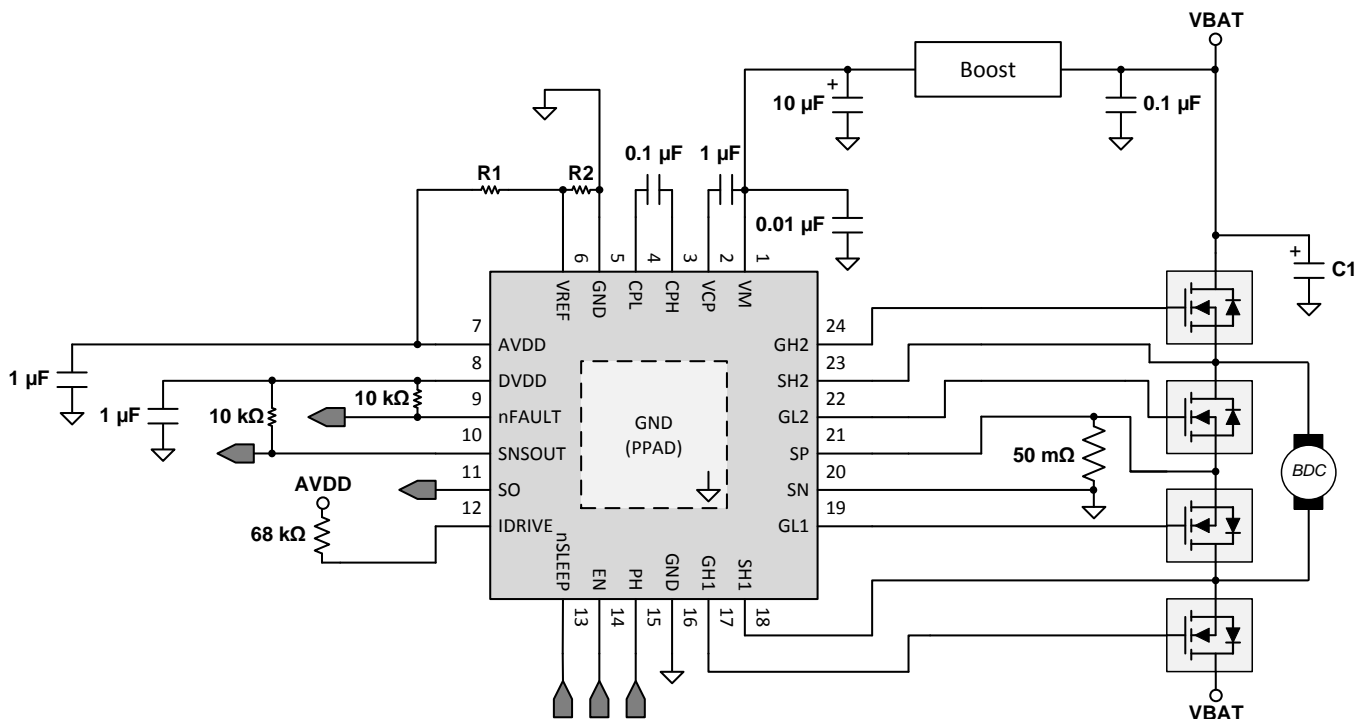 VBAT
Boost
10 µF
+
0.1 µF
R1
R2
0.1 µF
1 µF
0.01 µF
+
C1
6
5
4
3
2
1
VREF
GND
CPL
CPH
VCP
VM
7
AVDD
8
DVDD
9
nFAULT
10
SNSOUT
11
SO
12
IDRIVE
1 µF
1 µF
10 kΩ
10 kΩ
AVDD
68 kΩ
GND
(PPAD)
24
GH2
23
SH2
22
GL2
21
SP
20
SN
19
GL1
50 mΩ
BDC
nSLEEP
EN
PH
GND
GH1
SH1
13
14
15
16
17
18
VBAT